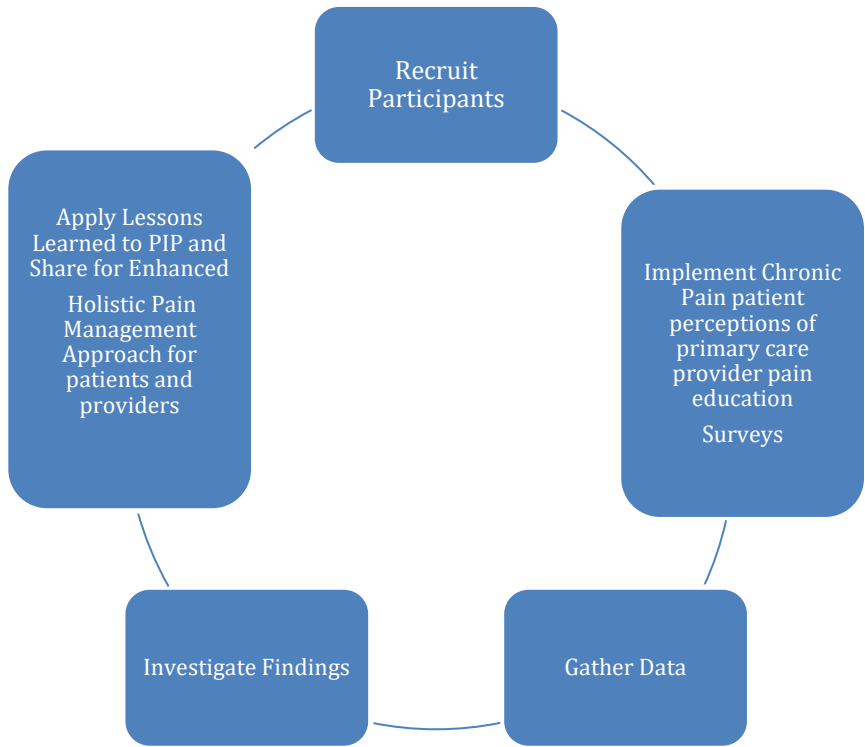 Recruit
Participants
Implement Chronic
Pain patient
perceptions of
primary care
provider pain
education
Surveys
Gather Data
Investigate Findings
Apply Lessons
Learned to PIP and
Share for Enhanced
Holistic Pain
Management
Approach for
patients and
providers